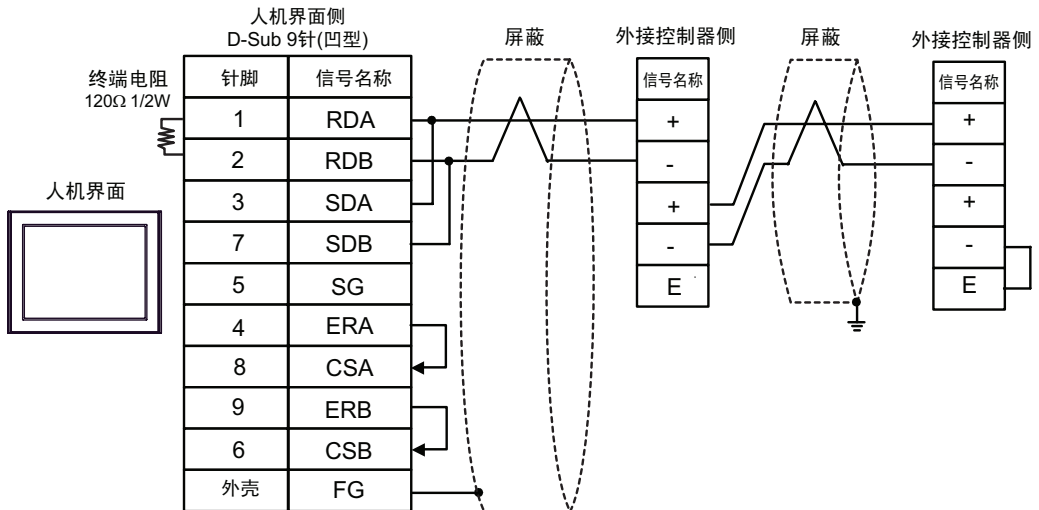 人机界面侧
D-Sub 9针(凹型)
屏蔽
外接控制器侧
屏蔽
外接控制器侧
终端电阻
120Ω 1/2W
人机界面
针脚 信号名称
1 RDA
2 RDB
3 SDA
7 SDB
5 SG
4 ERA
8 CSA
9 ERB
6 CSB
外壳 FG
信号名称
+
-
+
-
E
信号名称
+
-
+
-
E